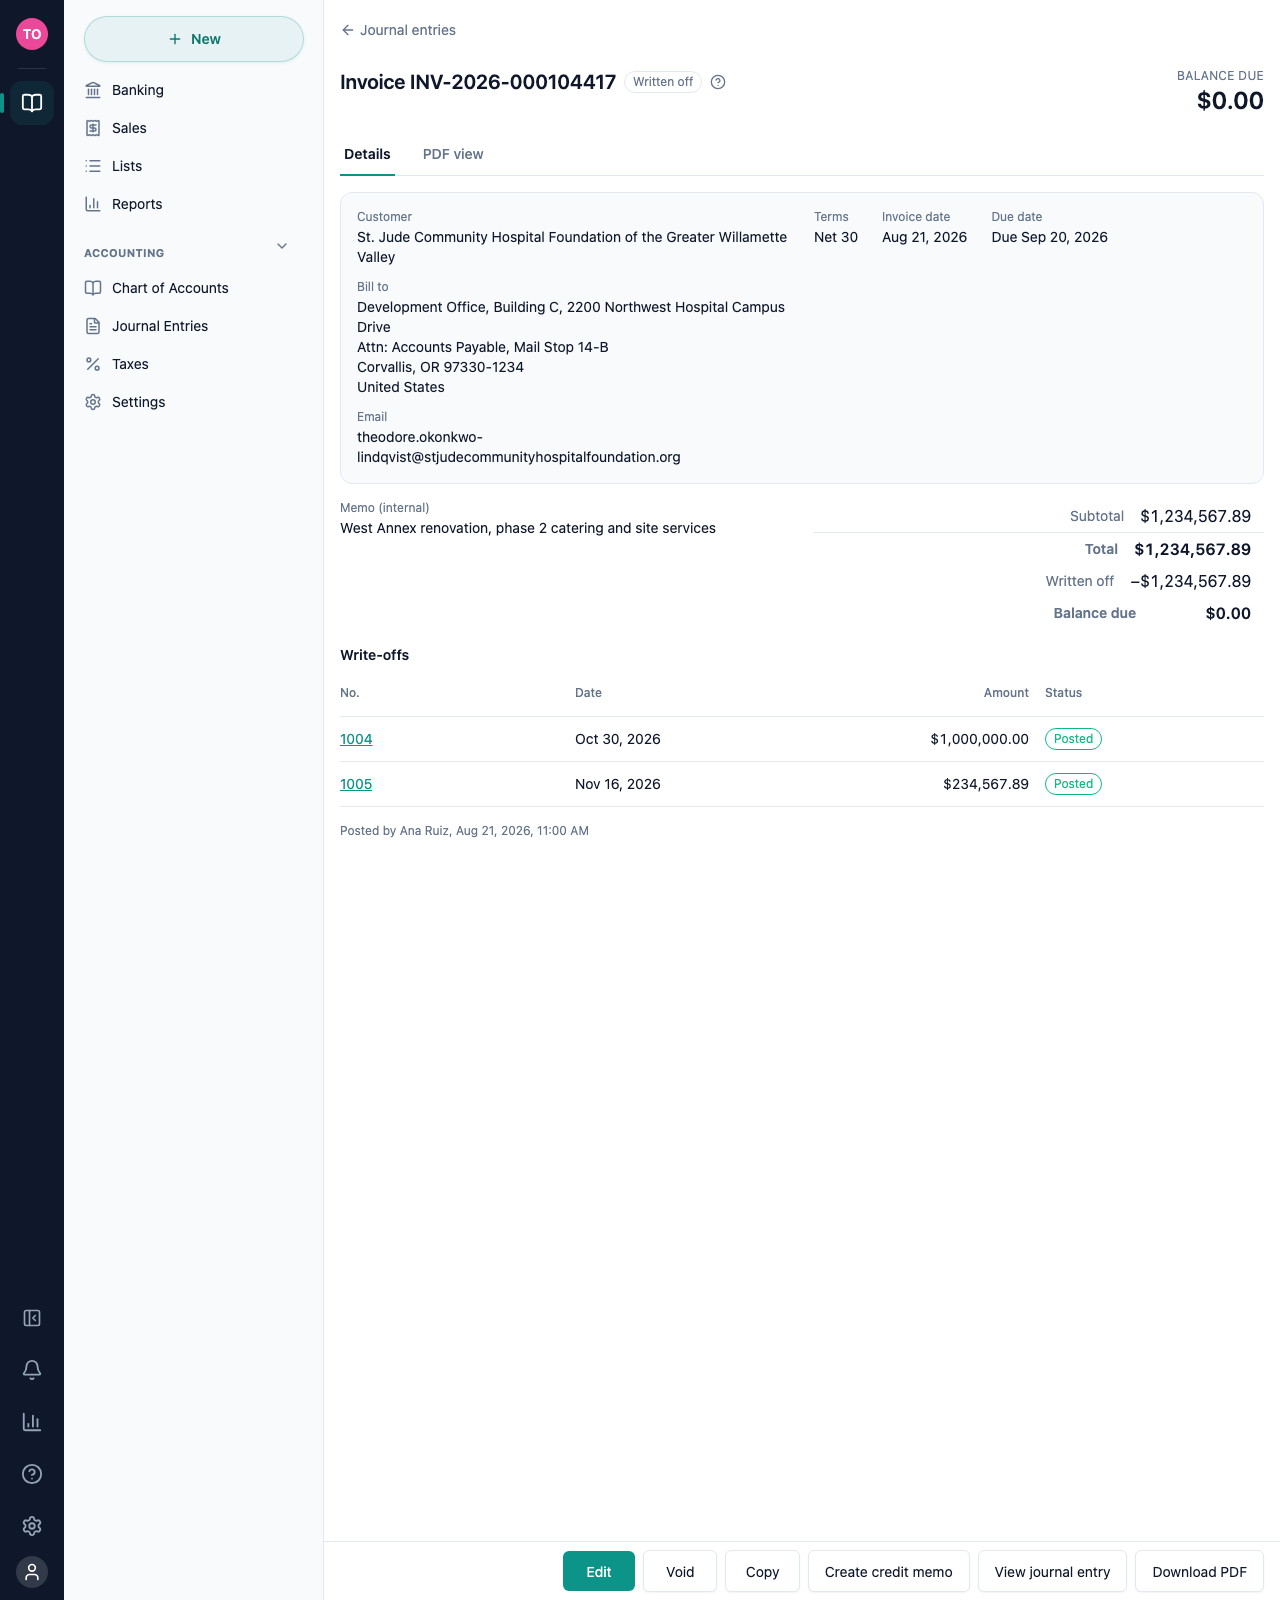 TO
New
Banking
Sales
Lists
Reports
ACCOUNTING
Chart of Accounts
Journal Entries
Taxes
Settings
Journal entries
Invoice INV-2026-000104417
Written off
BALANCE DUE
$0.00
Details
PDF view
Customer
St. Jude Community Hospital Foundation of the Greater Willamette
Valley
Terms
Net 30
Invoice date
Aug 21, 2026
Due date
Due Sep 20, 2026
Bill to
Development Office, Building C, 2200 Northwest Hospital Campus
Drive
Attn: Accounts Payable, Mail Stop 14-B
Corvallis, OR 97330-1234
United States
Email
theodore.okonkwo-
lindqvist@stjudecommunityhospitalfoundation.org
Memo (internal)
West Annex renovation, phase 2 catering and site services
Subtotal $1,234,567.89
Total $1,234,567.89
Written off –$1,234,567.89
Balance due $0.00
Write-offs
No. Date Amount Status
1004 Oct 30, 2026 $1,000,000.00 Posted
1005 Nov 16, 2026 $234,567.89 Posted
Posted by Ana Ruiz, Aug 21, 2026, 11:00 AM
Edit
Void
Copy
Create credit memo
View journal entry
Download PDF